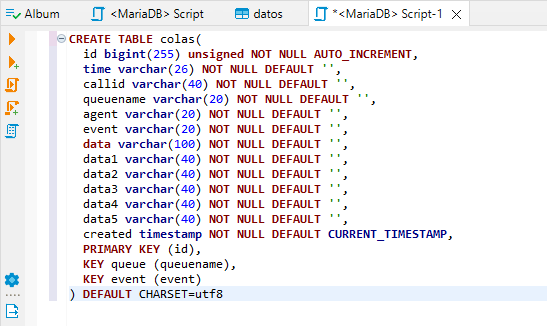 Album <MariaDB> Script datos *<MariaDB> Script-1
CREATE TABLE colas(
id bigint(255) unsigned NOT NULL AUTO_INCREMENT,
time varchar(26) NOT NULL DEFAULT '',
callid varchar(40) NOT NULL DEFAULT '',
queuename varchar(20) NOT NULL DEFAULT '',
agent varchar(20) NOT NULL DEFAULT '',
event varchar(20) NOT NULL DEFAULT '',
data varchar(100) NOT NULL DEFAULT '',
data1 varchar(40) NOT NULL DEFAULT '',
data2 varchar(40) NOT NULL DEFAULT '',
data3 varchar(40) NOT NULL DEFAULT '',
data4 varchar(40) NOT NULL DEFAULT '',
data5 varchar(40) NOT NULL DEFAULT '',
created timestamp NOT NULL DEFAULT CURRENT_TIMESTAMP,
PRIMARY KEY (id),
KEY queue (queuename),
KEY event (event)
) DEFAULT CHARSET=utf8